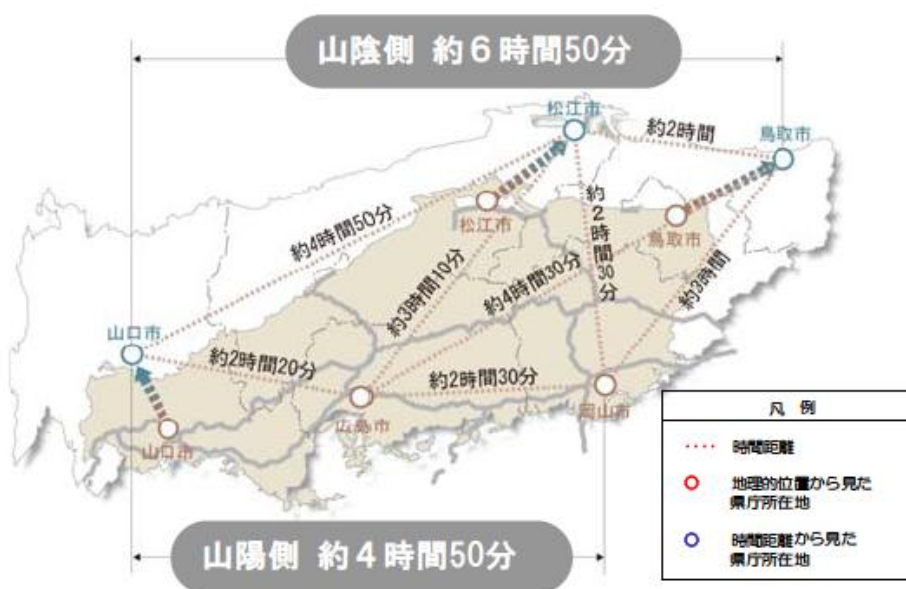 山陰側 約6時間50分
松江市
約2時間
鳥取市
約4時間50分
松江市
約3時間10分
約4時間30分
約2時間30分
鳥取市
約3時間
山口市
約2時間20分
約2時間30分
山口市
広島市
岡山市
山陽側 約4時間50分
凡 例
時間距離
地理的位置から見た
県庁所在地
時間距離から見た
県庁所在地